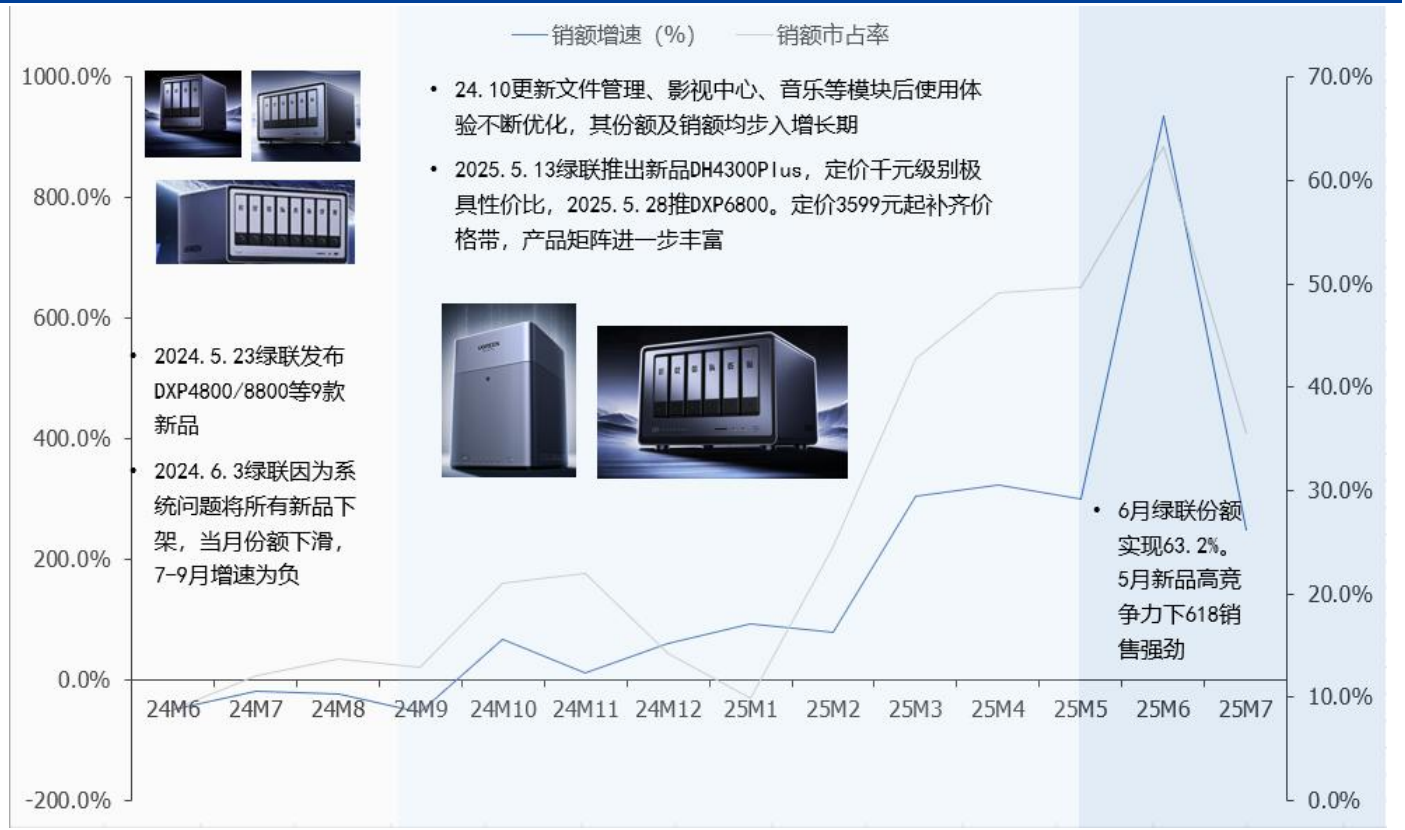 销额增速（%）
销额市占率
1000.0%
800.0%
600.0%
400.0%
200.0%
0.0%
-200.0%
70.0%
60.0%
50.0%
40.0%
30.0%
20.0%
10.0%
0.0%
• 2024.5.23绿联发布
DXP4800/8800等9款
新品
• 2024.6.3绿联因为系
统问题将所有新品下
架，当月份额下滑，
7-9月增速为负
• 24.10更新文件管理、影视中心、音乐等模块后使用体
验不断优化，其份额及销额均步入增长期
• 2025.5.13绿联推出新品DH4300Plus，定价千元级别极
具性价比，2025.5.28推DXP6800。定价3599元起补齐价
格带，产品矩阵进一步丰富
• 6月绿联份额
实现63.2%。
5月新品高竞
争力下618销
售强劲
24M6 24M7 24M8 24M9 24M10 24M11 24M12 25M1 25M2 25M3 25M4 25M5 25M6 25M7